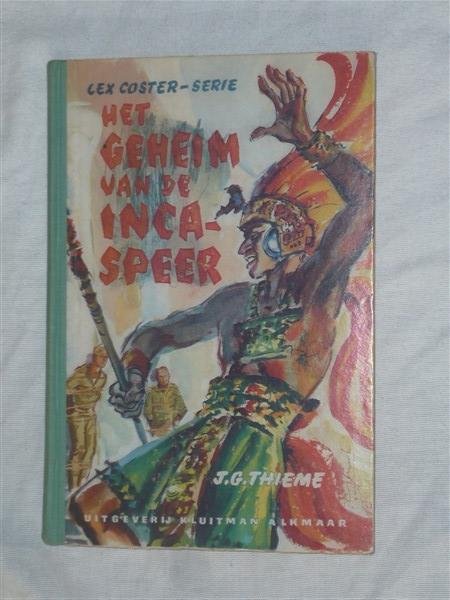 LEX COSTER-SERIE
HET
GEHEIM
VAN DE
INCA-
SPEER
J.G. THIEME
UITGEVERIJ KLUITMAN ALKMAAR